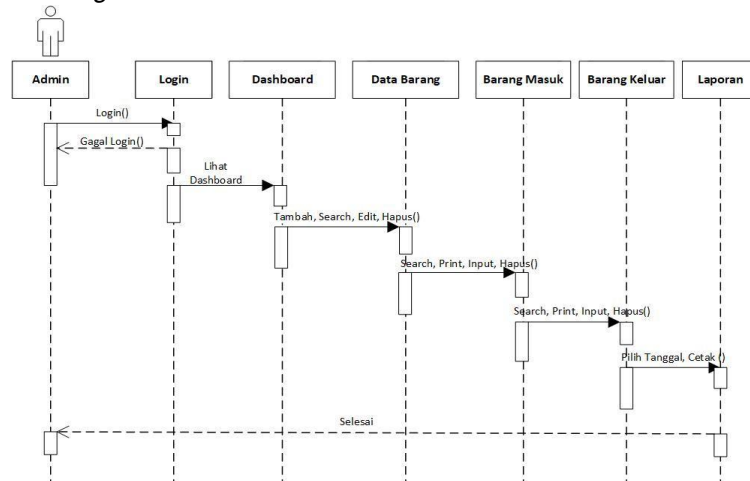 Admin
Login
Dashboard
Data Barang
Barang Masuk
Barang Keluar
Laporan
Login()
Gagal Login()
Lihat
Dashboard
Tambah, Search, Edit, Hapus()
Search, Print, Input, Hapus()
Search, Print, Input, Hapus()
Pilih Tanggal, Cetak ()
Selesai